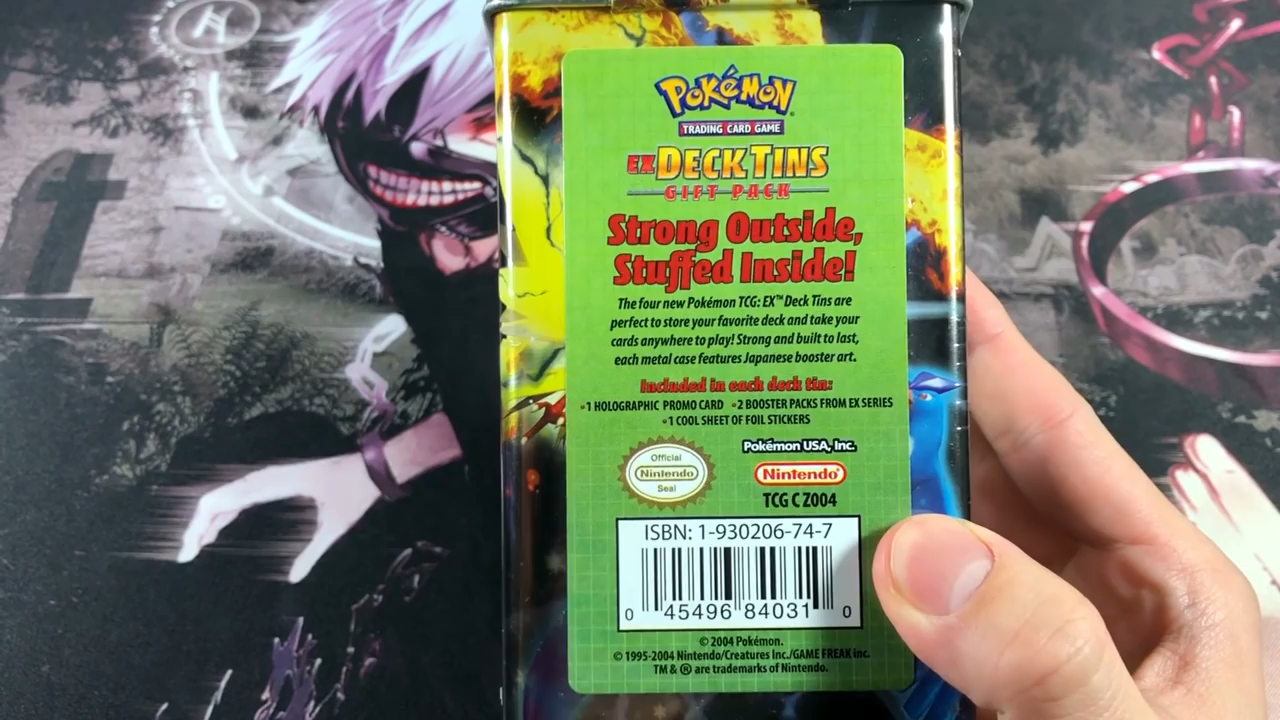 POKéMON
TRADING CARD GAME
EX DECK TINS
GIFT PACK
Strong Outside,
Stuffed Inside!
The four new Pokémon TCG: EX™ Deck Tins are
perfect to store your favorite deck and take your
cards anywhere to play! Strong and built to last,
each metal case features Japanese booster art.
Included in each deck tin:
•1 HOLOGRAPHIC PROMO CARD •2 BOOSTER PACKS FROM EX SERIES
•1 COOL SHEET OF FOIL STICKERS
Official
Nintendo
Seal
Pokémon USA, Inc.
Nintendo®
TCG C Z004
ISBN: 1-930206-74-7
0 45496 84031 0
© 2004 Pokémon.
© 1995-2004 Nintendo/Creatures Inc./GAME FREAK inc.
TM & ® are trademarks of Nintendo.